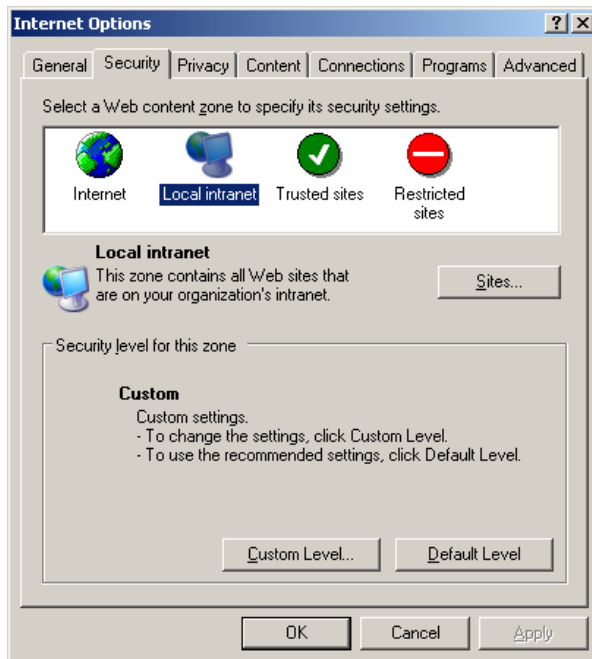 Internet Options
General Security Privacy Content Connections Programs Advanced
Select a Web content zone to specify its security settings.
Internet Local intranet Trusted sites Restricted
sites
Local intranet
This zone contains all Web sites that
are on your organization's intranet.
Sites...
Security level for this zone
Custom
Custom settings.
- To change the settings, click Custom Level.
- To use the recommended settings, click Default Level.
Custom Level... Default Level
OK Cancel Apply